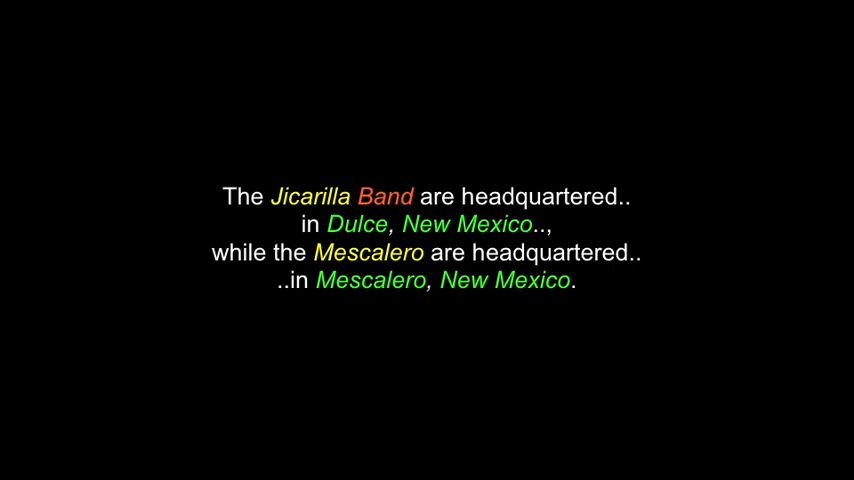 The Jicarilla Band are headquartered..
in Dulce, New Mexico..,
while the Mescalero are headquartered..
..in Mescalero, New Mexico.